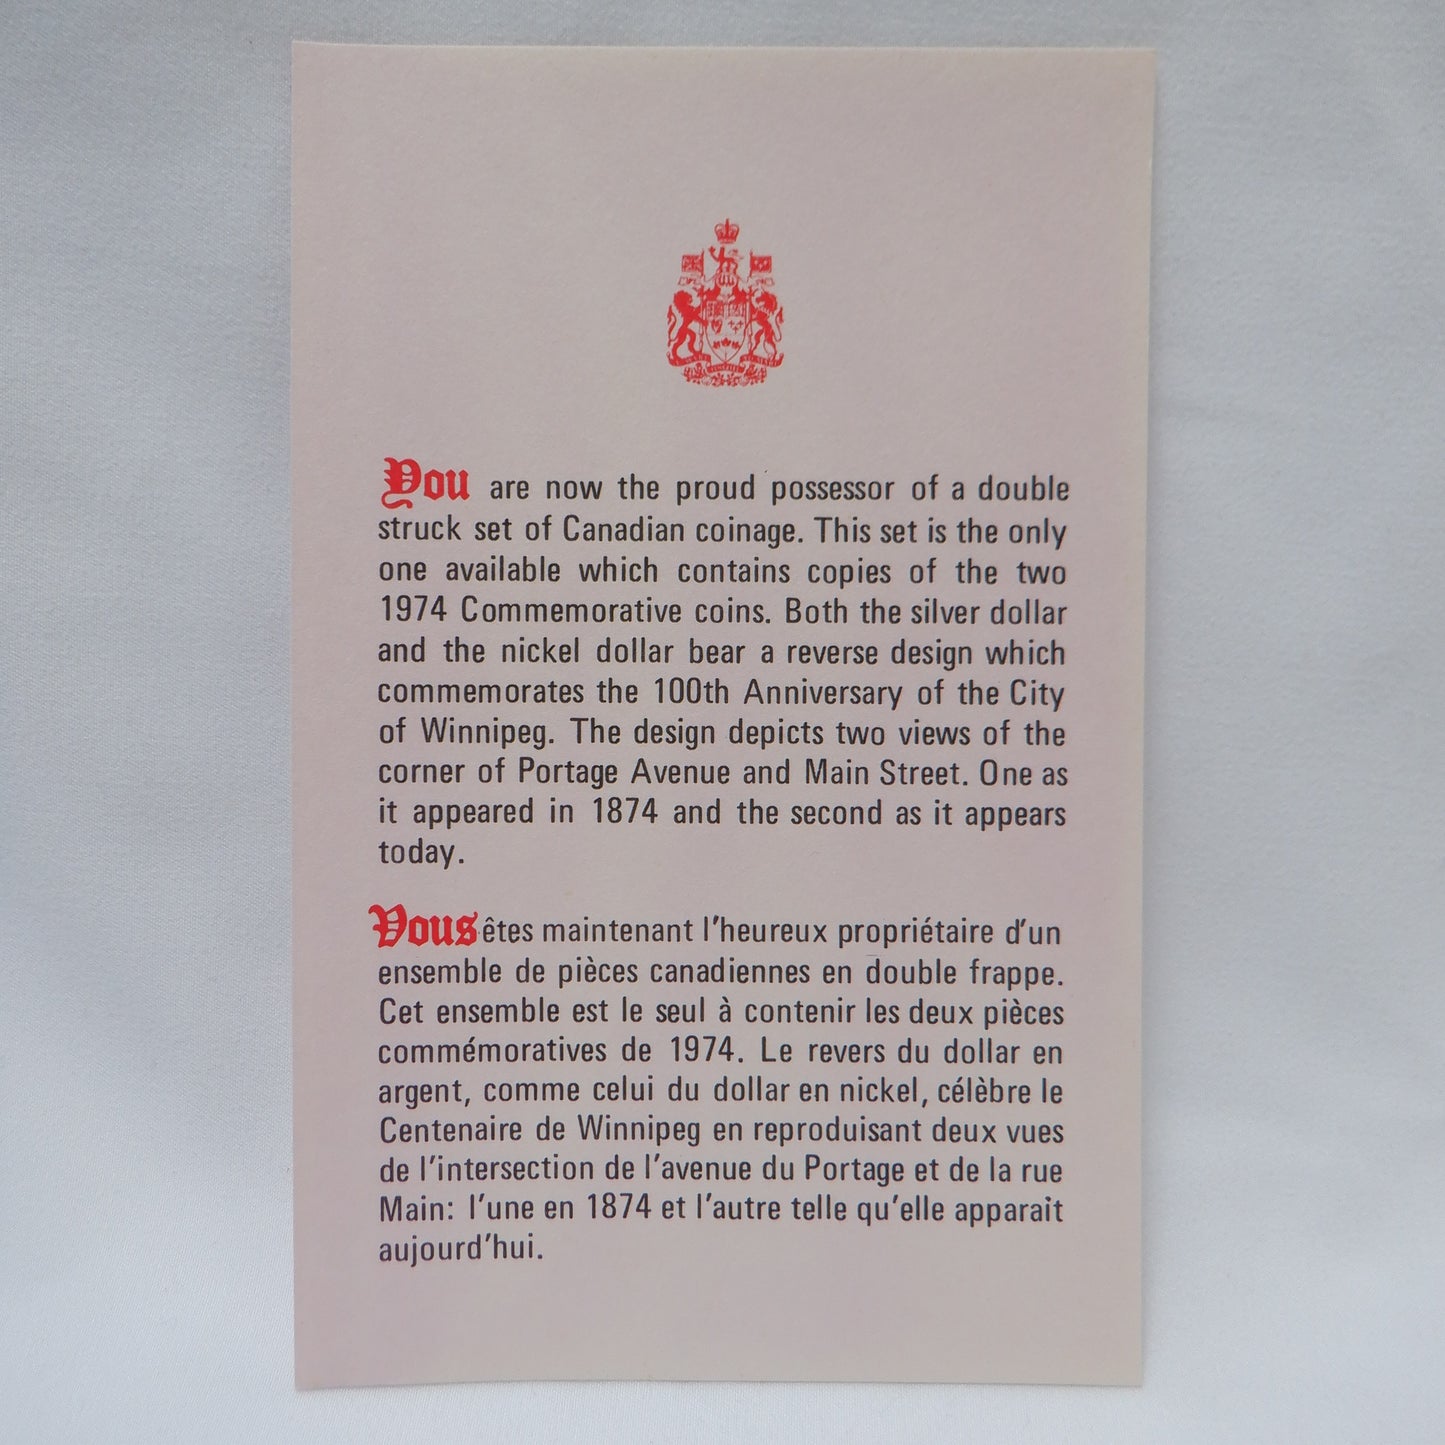 You are now the proud possessor of a double
struck set of Canadian coinage. This set is the only
one available which contains copies of the two
1974 Commemorative coins. Both the silver dollar
and the nickel dollar bear a reverse design which
commemorates the 100th Anniversary of the City
of Winnipeg. The design depicts two views of the
corner of Portage Avenue and Main Street. One as
it appeared in 1874 and the second as it appears
today.
Vous êtes maintenant l'heureux propriétaire d'un
ensemble de pièces canadiennes en double frappe.
Cet ensemble est le seul à contenir les deux pièces
commémoratives de 1974. Le revers du dollar en
argent, comme celui du dollar en nickel, célèbre le
Centenaire de Winnipeg en reproduisant deux vues
de l'intersection de l'avenue du Portage et de la rue
Main: l'une en 1874 et l'autre telle qu'elle apparait
aujourd'hui.